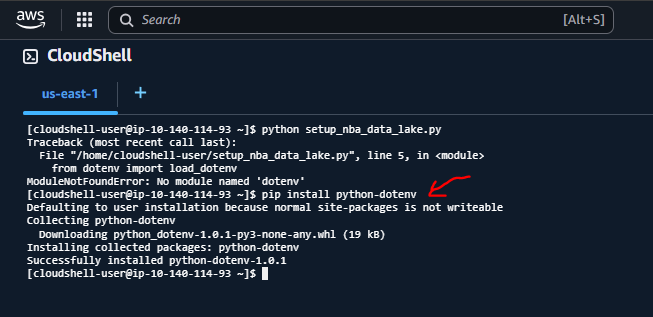 aws
Search
[Alt+S]
CloudShell
us-east-1
+
[cloudshell-user@ip-10-140-114-93 ~]$ python setup_nba_data_lake.py
Traceback (most recent call last):
  File "/home/cloudshell-user/setup_nba_data_lake.py", line 5, in <module>
    from dotenv import load_dotenv
ModuleNotFoundError: No module named 'dotenv'
[cloudshell-user@ip-10-140-114-93 ~]$ pip install python-dotenv
Defaulting to user installation because normal site-packages is not writeable
Collecting python-dotenv
  Downloading python_dotenv-1.0.1-py3-none-any.whl (19 kB)
Installing collected packages: python-dotenv
Successfully installed python-dotenv-1.0.1
[cloudshell-user@ip-10-140-114-93 ~]$